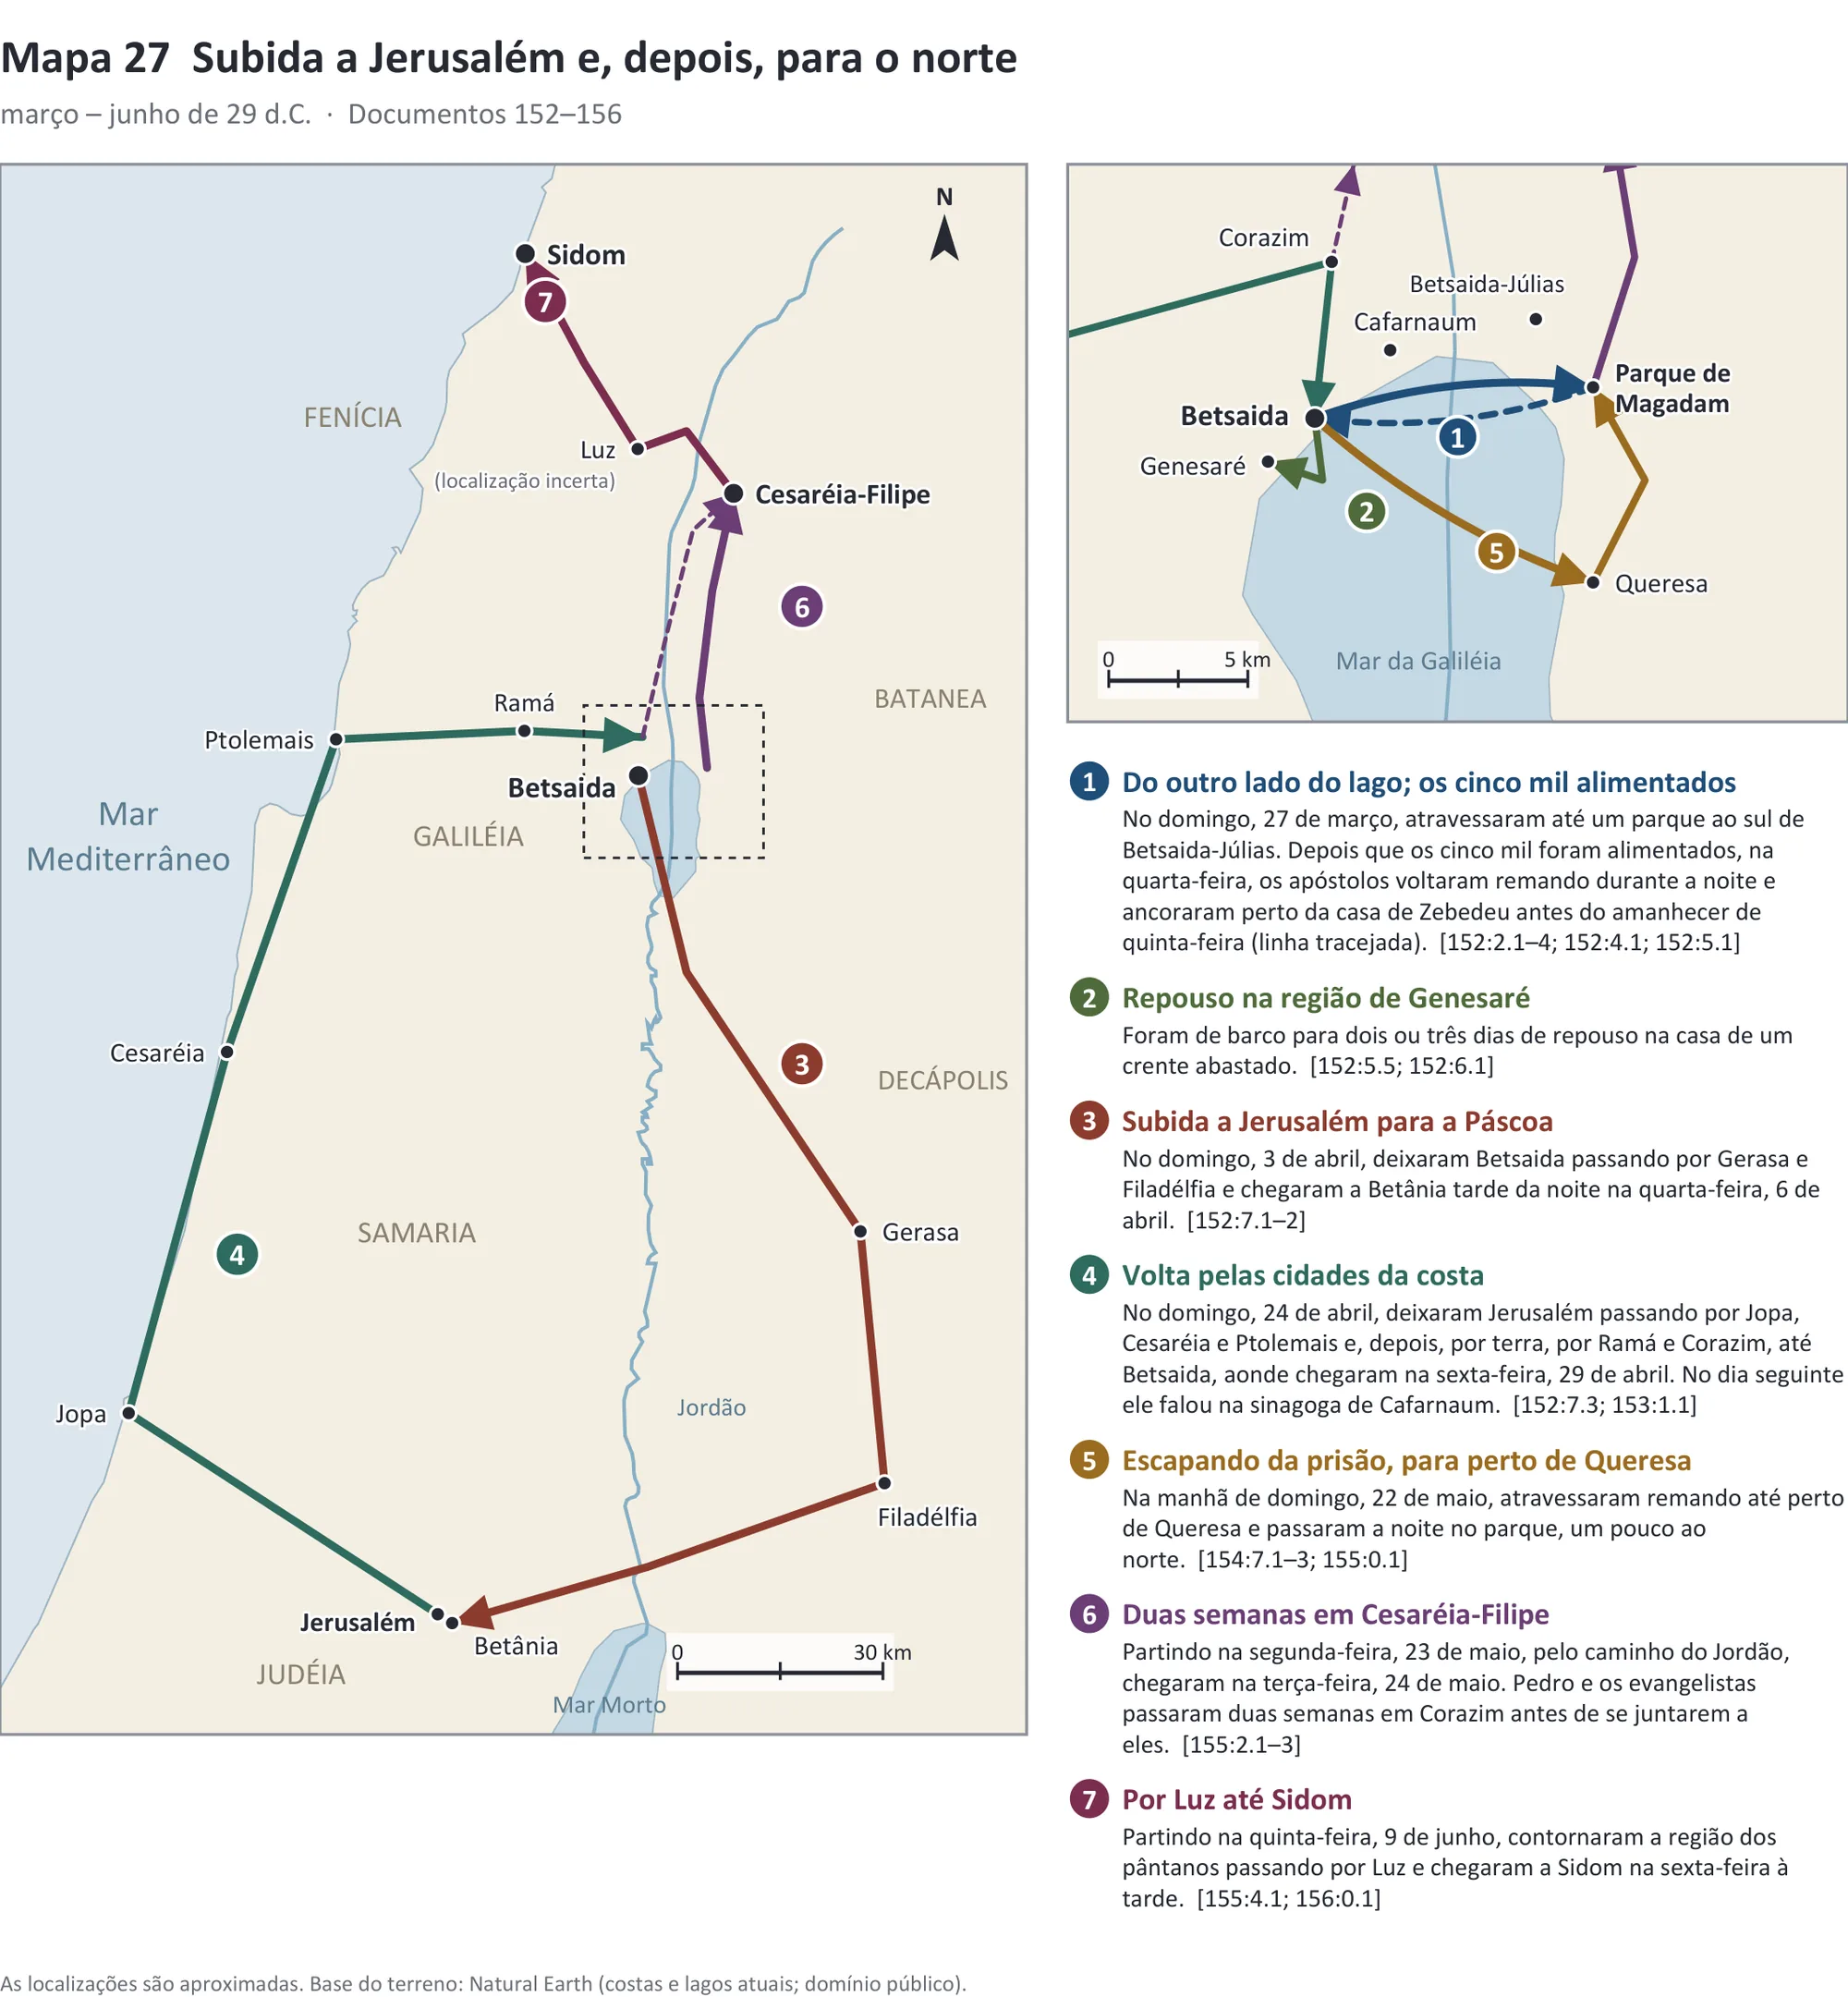 Mapa 27  Subida a Jerusalém e, depois, para o norte
março – junho de 29 d.C.  ·  Documentos 152–156
N
Sidom
7
FENÍCIA
Luz
(localização incerta)
Cesaréia-Filipe
6
BATANEA
Ramá
Ptolemais
Betsaida
GALILÉIA
Mar
Mediterrâneo
Cesaréia
3
DECÁPOLIS
SAMARIA
Gerasa
4
Jopa
Jordão
Filadélfia
Jerusalém
Betânia
JUDÉIA
0 30 km
Mar Morto
Corazim
Betsaida-Júlias
Cafarnaum
Parque de
Magadam
Betsaida
1
Genesaré
2
5
Queresa
0 5 km
Mar da Galiléia
1 Do outro lado do lago; os cinco mil alimentados
No domingo, 27 de março, atravessaram até um parque ao sul de
Betsaida-Júlias. Depois que os cinco mil foram alimentados, na
quarta-feira, os apóstolos voltaram remando durante a noite e
ancoraram perto da casa de Zebedeu antes do amanhecer de
quinta-feira (linha tracejada).  [152:2.1–4; 152:4.1; 152:5.1]
2 Repouso na região de Genesaré
Foram de barco para dois ou três dias de repouso na casa de um
crente abastado.  [152:5.5; 152:6.1]
3 Subida a Jerusalém para a Páscoa
No domingo, 3 de abril, deixaram Betsaida passando por Gerasa e
Filadélfia e chegaram a Betânia tarde da noite na quarta-feira, 6 de
abril.  [152:7.1–2]
4 Volta pelas cidades da costa
No domingo, 24 de abril, deixaram Jerusalém passando por Jopa,
Cesaréia e Ptolemais e, depois, por terra, por Ramá e Corazim, até
Betsaida, aonde chegaram na sexta-feira, 29 de abril. No dia seguinte
ele falou na sinagoga de Cafarnaum.  [152:7.3; 153:1.1]
5 Escapando da prisão, para perto de Queresa
Na manhã de domingo, 22 de maio, atravessaram remando até perto
de Queresa e passaram a noite no parque, um pouco ao
norte.  [154:7.1–3; 155:0.1]
6 Duas semanas em Cesaréia-Filipe
Partindo na segunda-feira, 23 de maio, pelo caminho do Jordão,
chegaram na terça-feira, 24 de maio. Pedro e os evangelistas
passaram duas semanas em Corazim antes de se juntarem a
eles.  [155:2.1–3]
7 Por Luz até Sidom
Partindo na quinta-feira, 9 de junho, contornaram a região dos
pântanos passando por Luz e chegaram a Sidom na sexta-feira à
tarde.  [155:4.1; 156:0.1]
As localizações são aproximadas. Base do terreno: Natural Earth (costas e lagos atuais; domínio público).